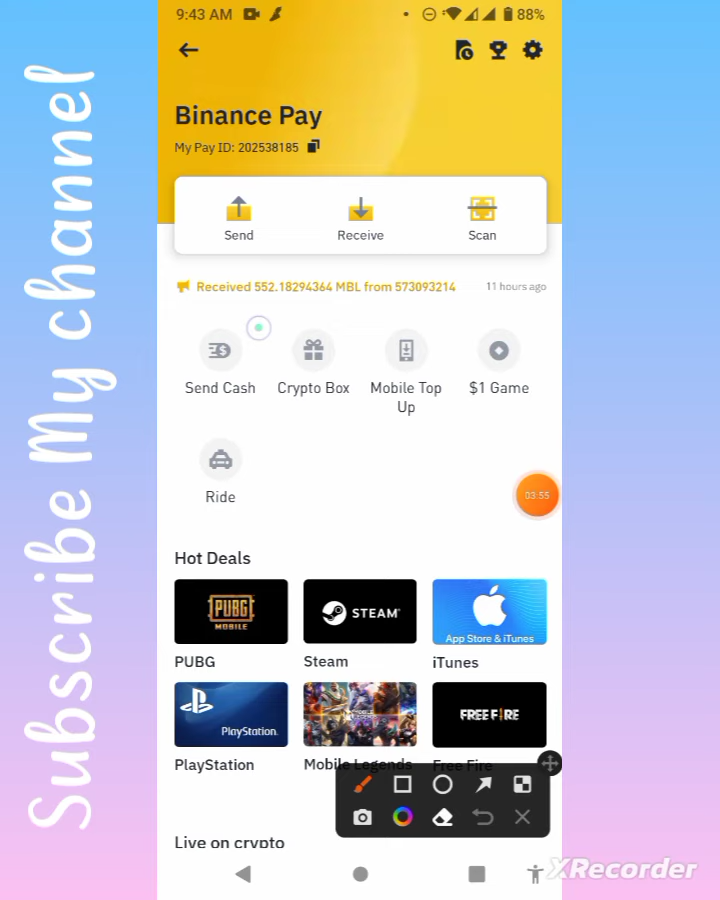 Subscribe My channel
9:43 AM
88%
Binance Pay
My Pay ID: 202538185
Send
Receive
Scan
Received 552.18294364 MBL from 573093214
11 hours ago
Send Cash
Crypto Box
Mobile Top
Up
$1 Game
Ride
03:55
Hot Deals
PUBG
MOBILE
STEAM
App Store & iTunes
PUBG
Steam
iTunes
PlayStation
MOBILE
LEGENDS
FREE FIRE
PlayStation
Mobile Legends
Free Fire
Live on crypto
XRecorder